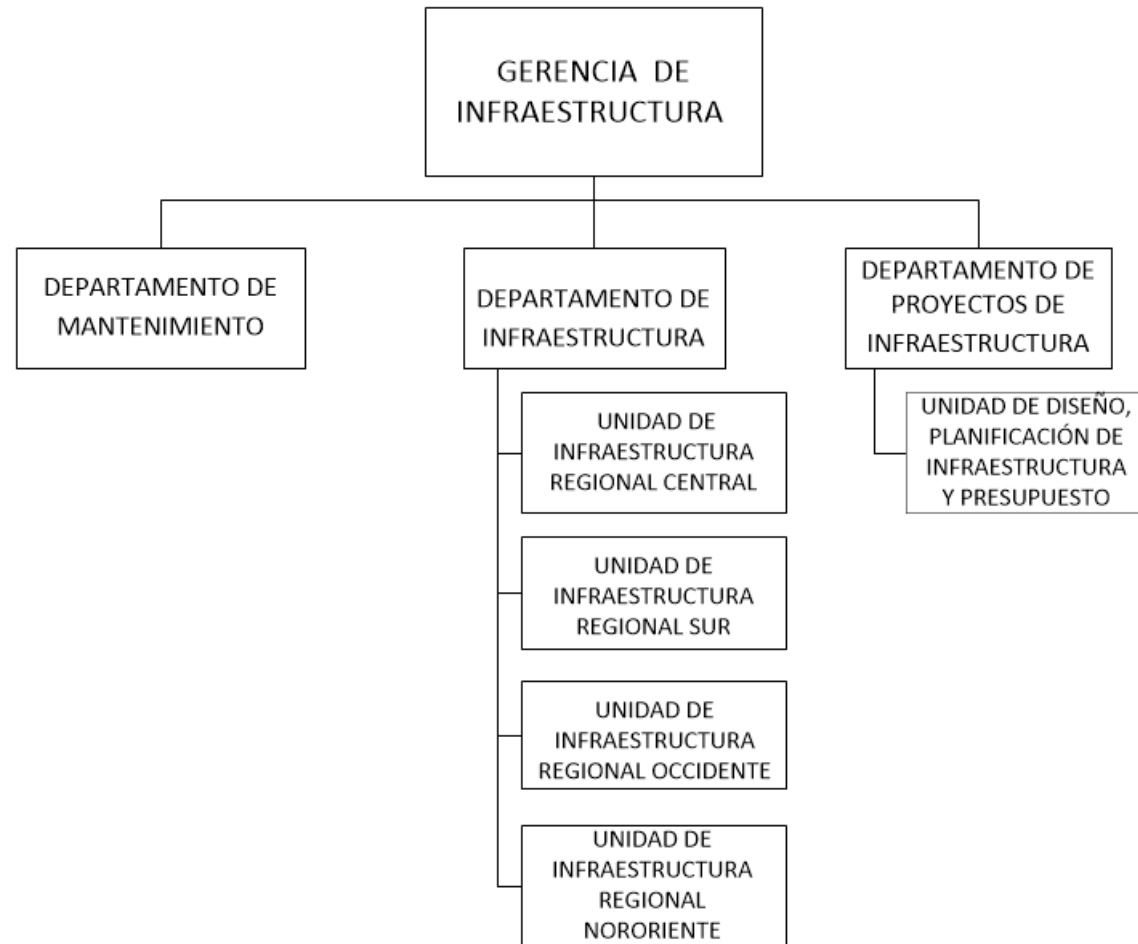 GERENCIA DE
INFRAESTRUCTURA
DEPARTAMENTO DE
MANTENIMIENTO
DEPARTAMENTO DE
INFRAESTRUCTURA
DEPARTAMENTO DE
PROYECTOS DE
INFRAESTRUCTURA
UNIDAD DE
INFRAESTRUCTURA
REGIONAL CENTRAL
UNIDAD DE
INFRAESTRUCTURA
REGIONAL SUR
UNIDAD DE
INFRAESTRUCTURA
REGIONAL OCCIDENTE
UNIDAD DE
INFRAESTRUCTURA
REGIONAL
NORORIENTE
UNIDAD DE DISEÑO,
PLANIFICACIÓN DE
INFRAESTRUCTURA
Y PRESUPUESTO